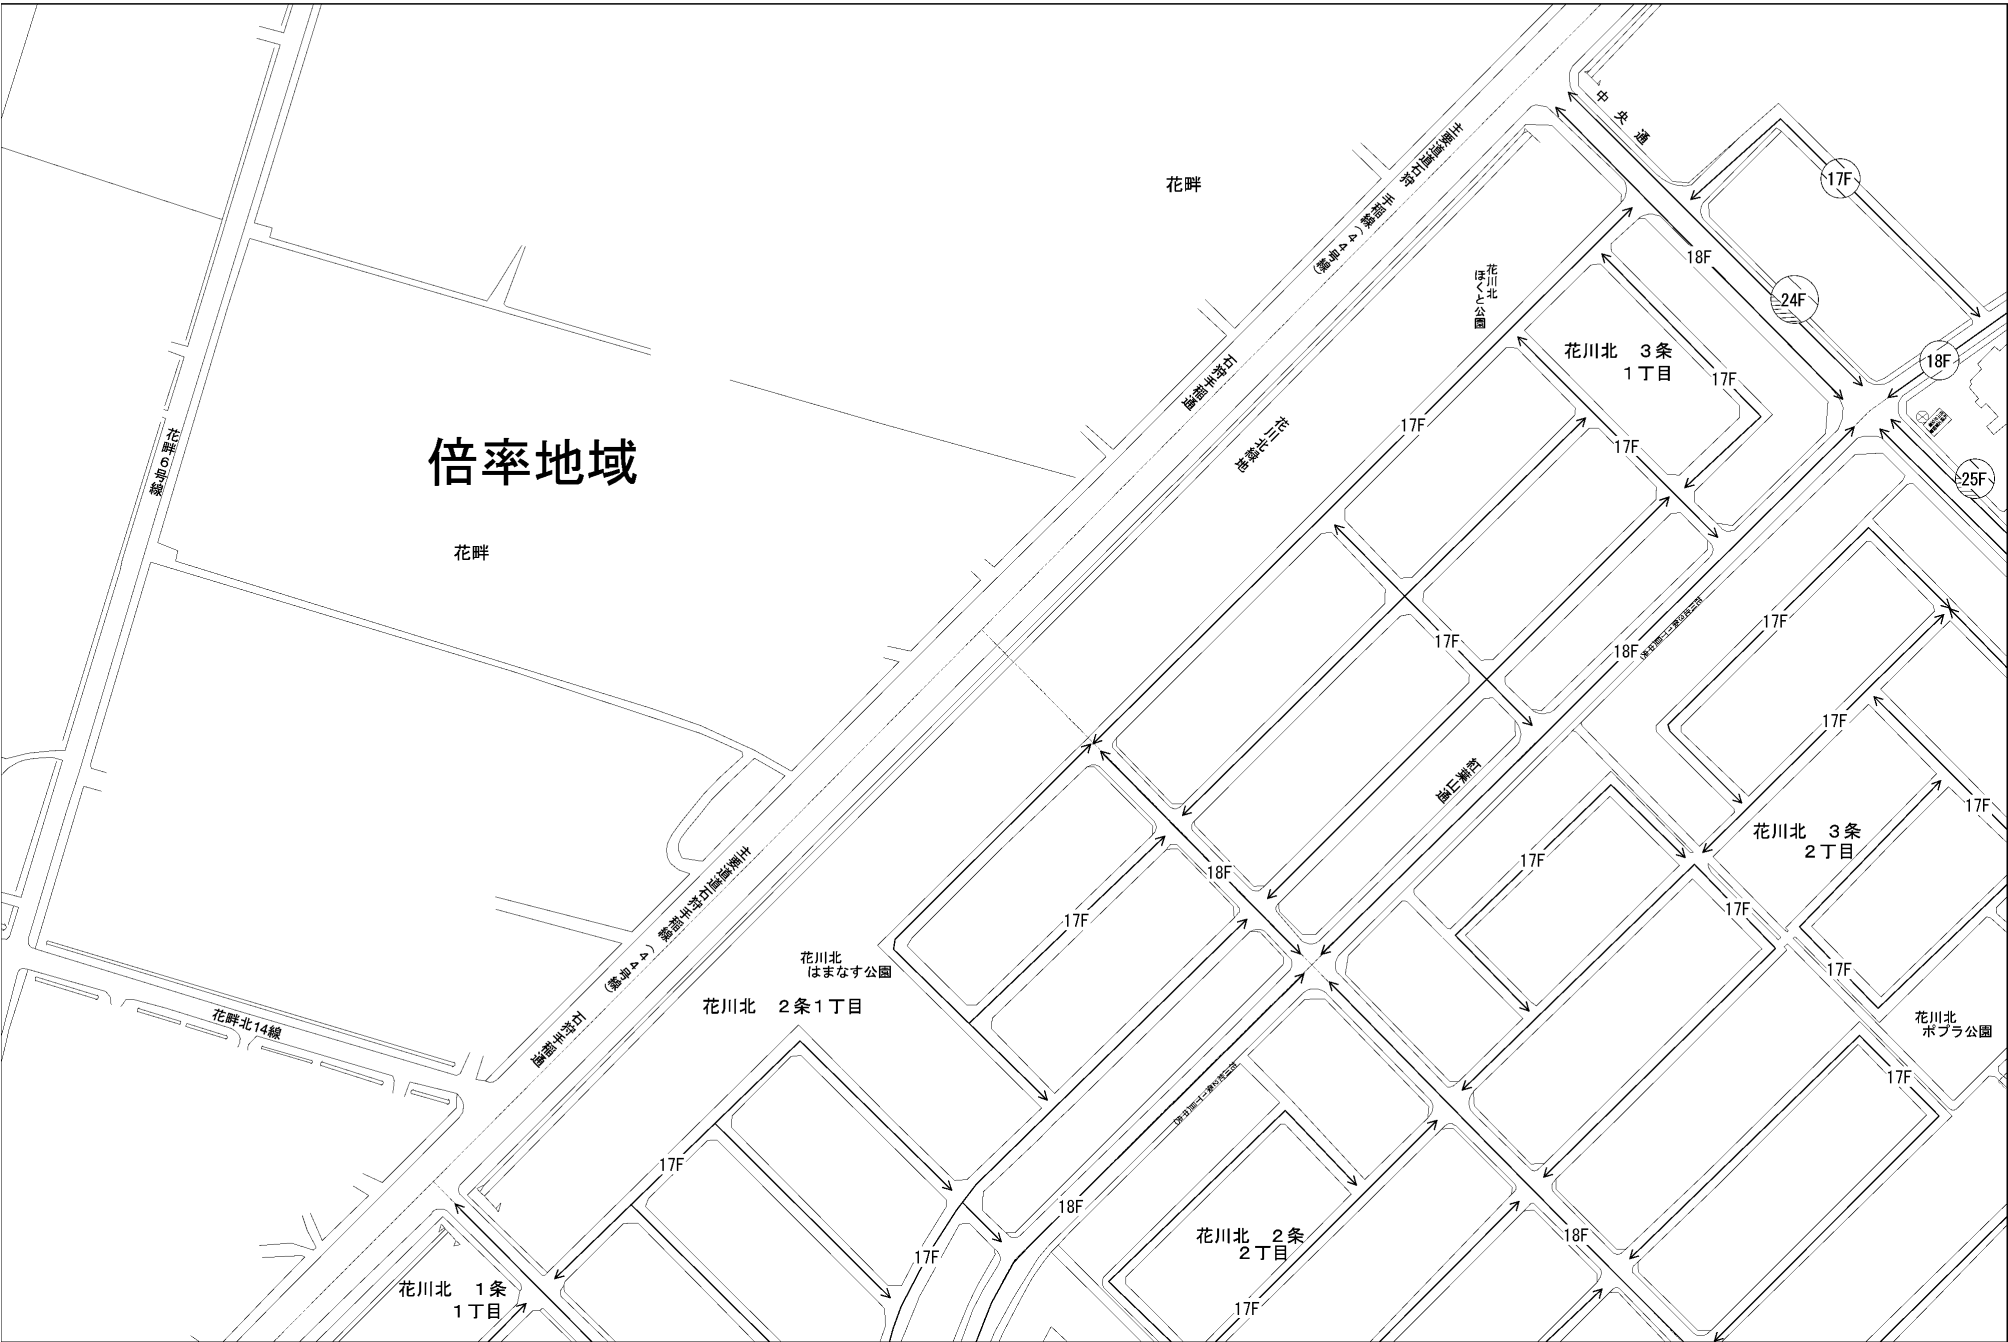 中央通
主要道道石狩手稲線(44号線)
17F
花畔
18F
花川北
ほくと公園
24F
花川北 3条
1丁目
18F
石狩手稲通
17F
17F
花川北緑地
花畔6号線
倍率地域
17F
25F
花畔
17F
17F
18F
17F
紅葉山通
17F
花川北 3条
2丁目
主要道道石狩手稲線(44号線)
17F
18F
17F
17F
花川北
はまなす公園
17F
花川北 2条1丁目
花畔北14線
石狩手稲通
花川北
ポプラ公園
17F
17F
18F
花川北 2条
2丁目
18F
17F
花川北 1条
1丁目
17F